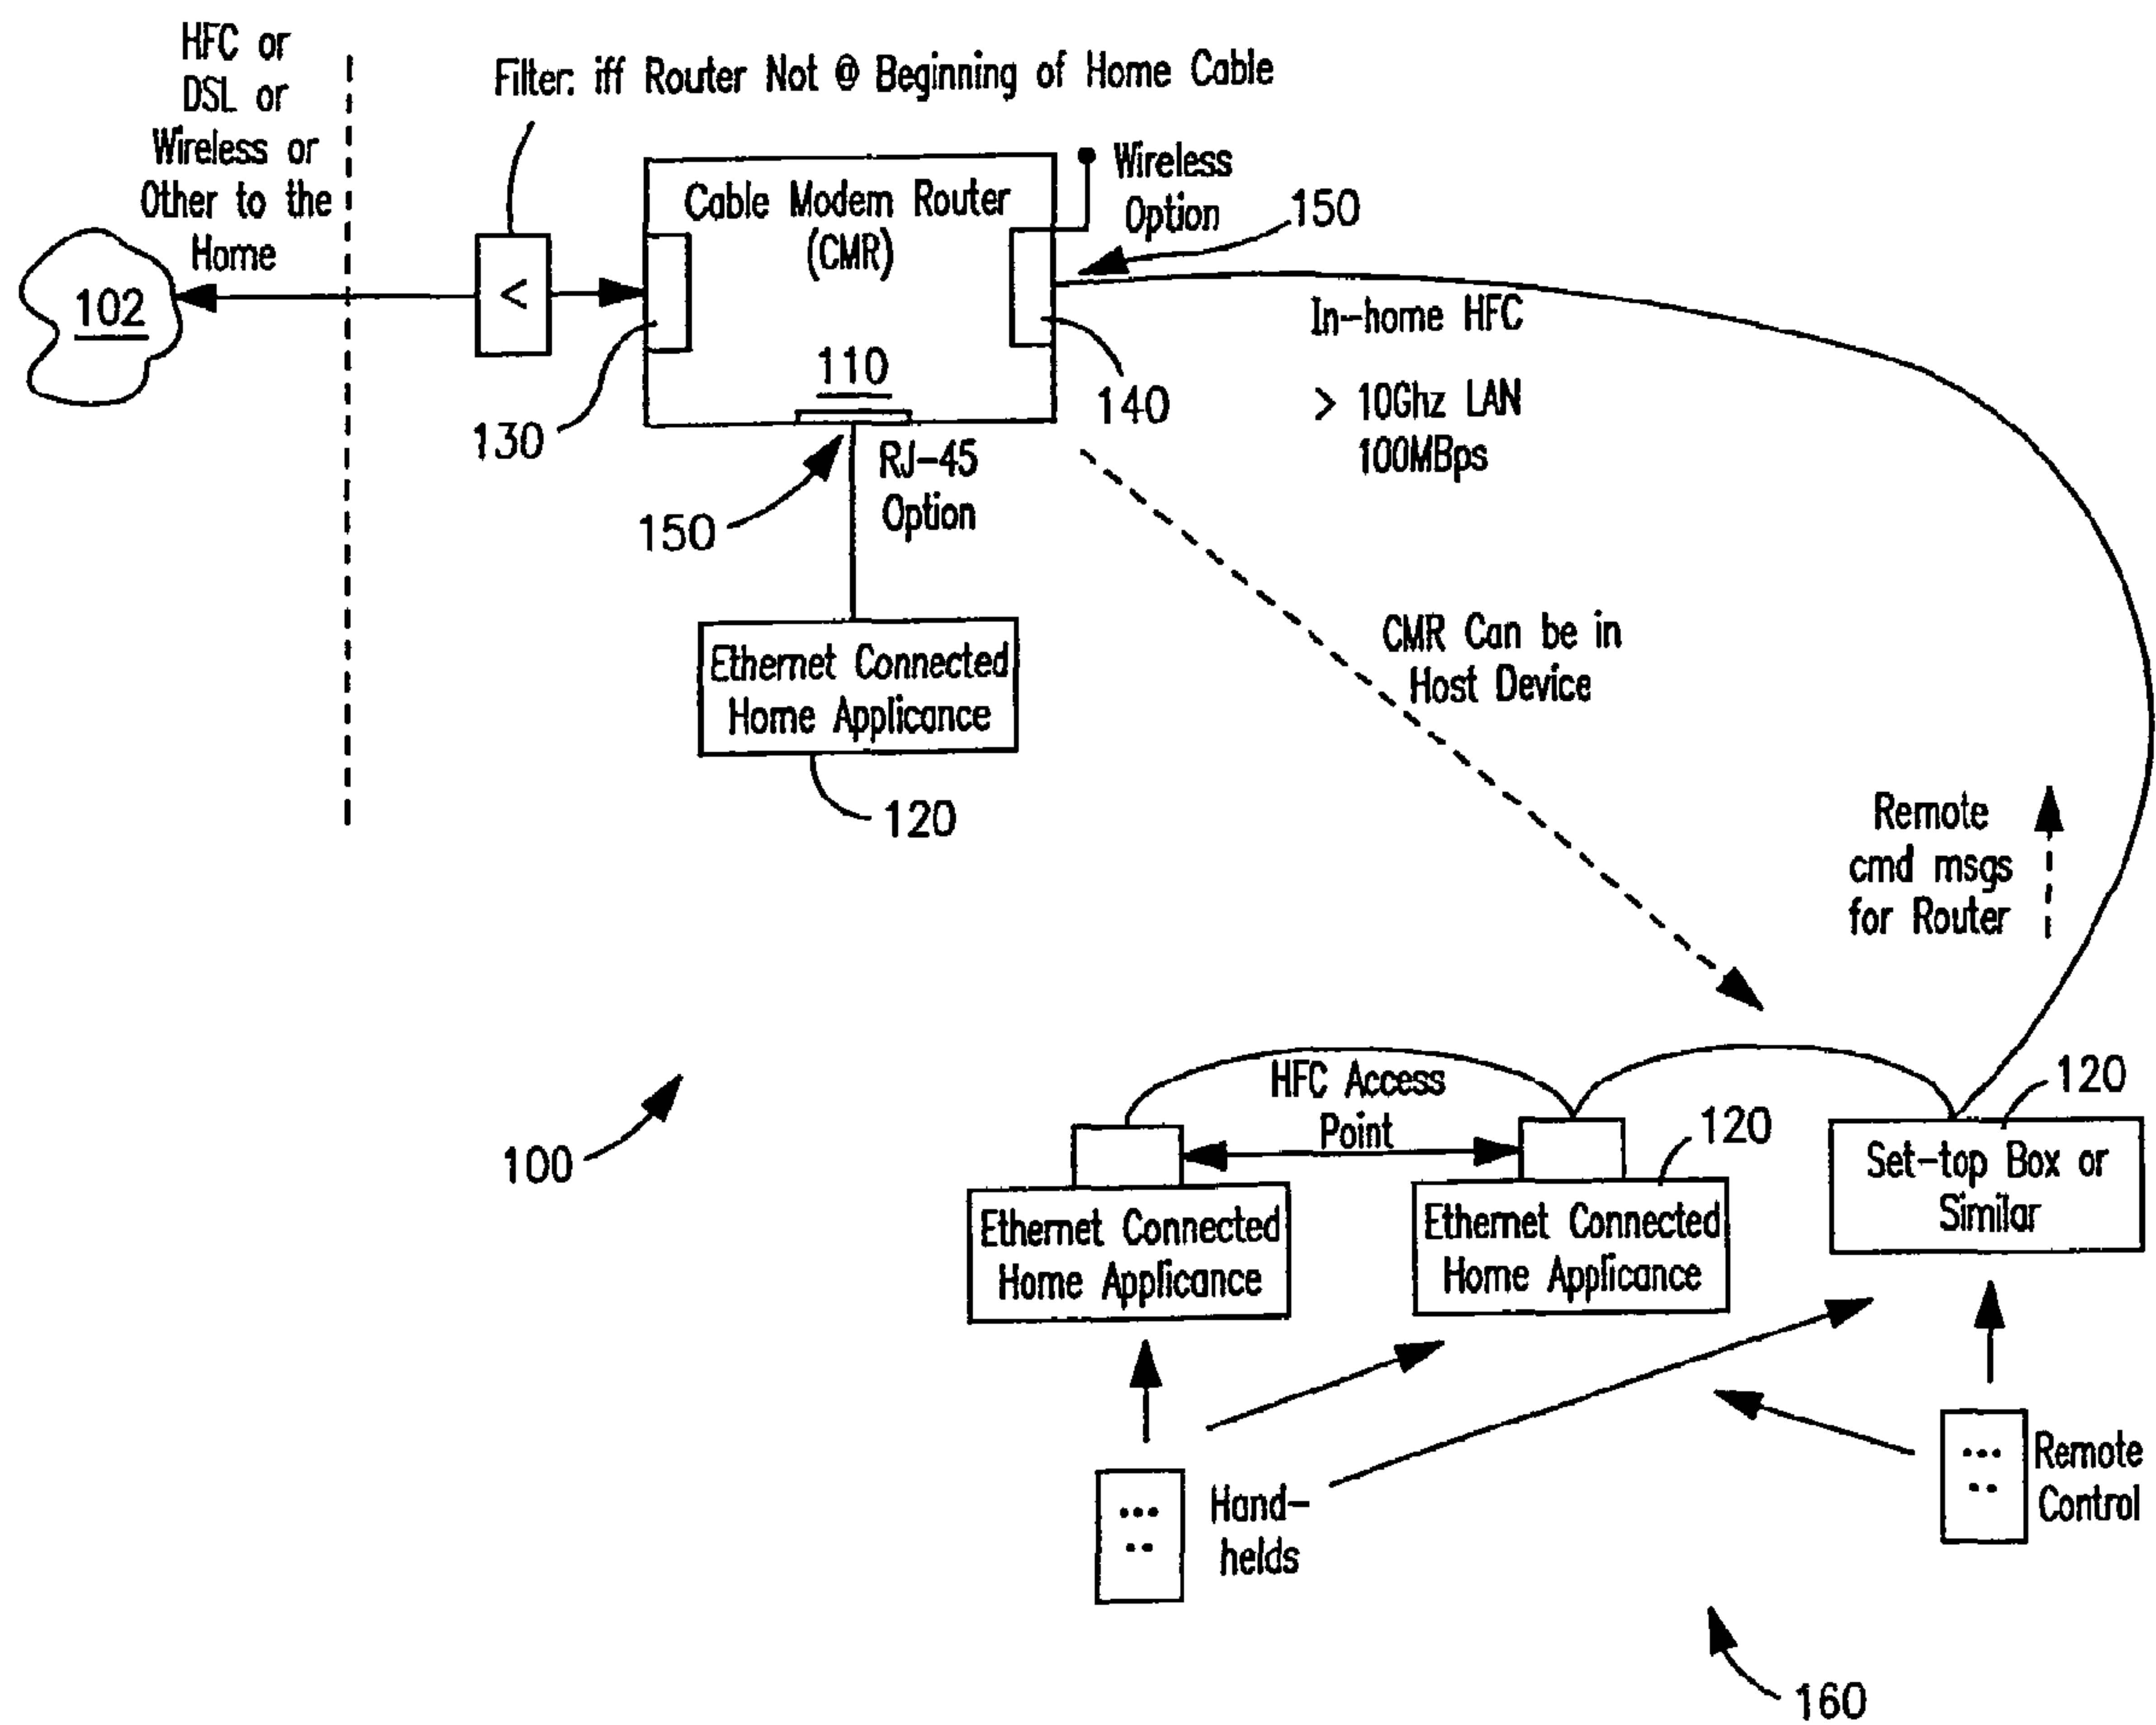 HFC or
DSL or
Wireless or
Other to the
Home
102
Filter: iff Router Not @ Beginning of Home Cable
<
Cable Modem Router
(CMR)
110
130
140
Wireless
Option
150
In-home HFC
> 10Ghz LAN
100MBps
150
RJ-45
Option
Ethernet Connected
Home Applicance
120
CMR Can be in
Host Device
Remote
cmd msgs
for Router
100
HFC Access
Point
Ethernet Connected
Home Applicance
120
Ethernet Connected
Home Applicance
120
Set-top Box or
Similar
Hand-
helds
Remote
Control
160